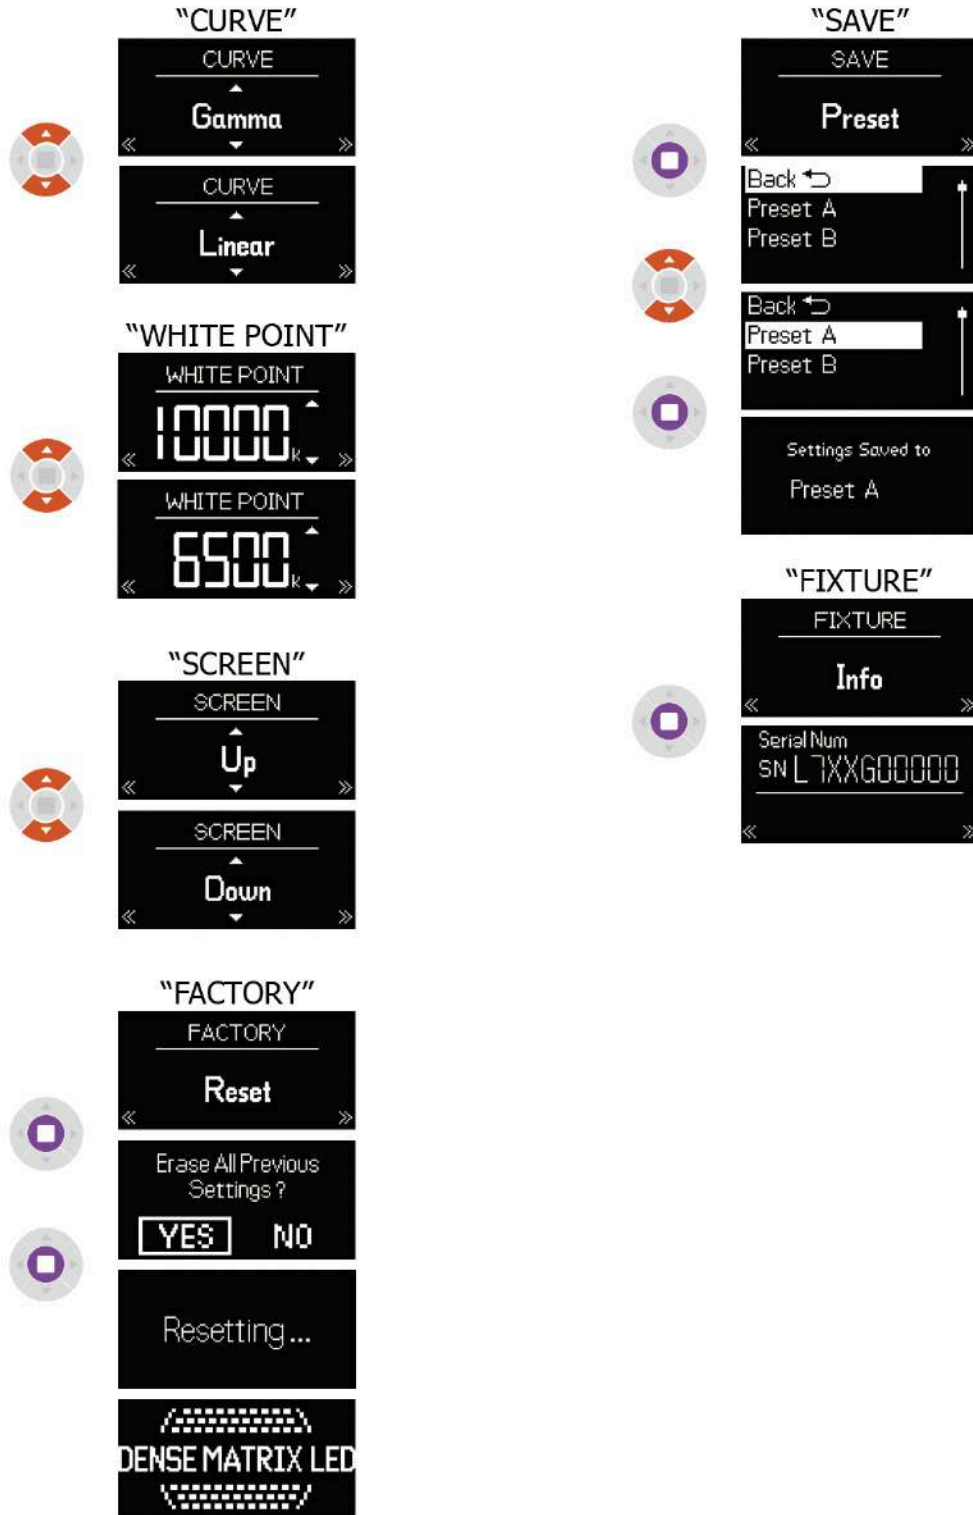 “CURVE”
CURVE
Gamma
CURVE
Linear
“WHITE POINT”
WHITE POINT
10000K
WHITE POINT
6500K
“SCREEN”
SCREEN
Up
SCREEN
Down
“FACTORY”
FACTORY
Reset
Erase All Previous
Settings ?
YES NO
Resetting ...
DENSE MATRIX LED
“SAVE”
SAVE
Preset
Back
Preset A
Preset B
Back
Preset A
Preset B
Settings Saved to
Preset A
“FIXTURE”
FIXTURE
Info
Serial Num
SN L7XXG00000